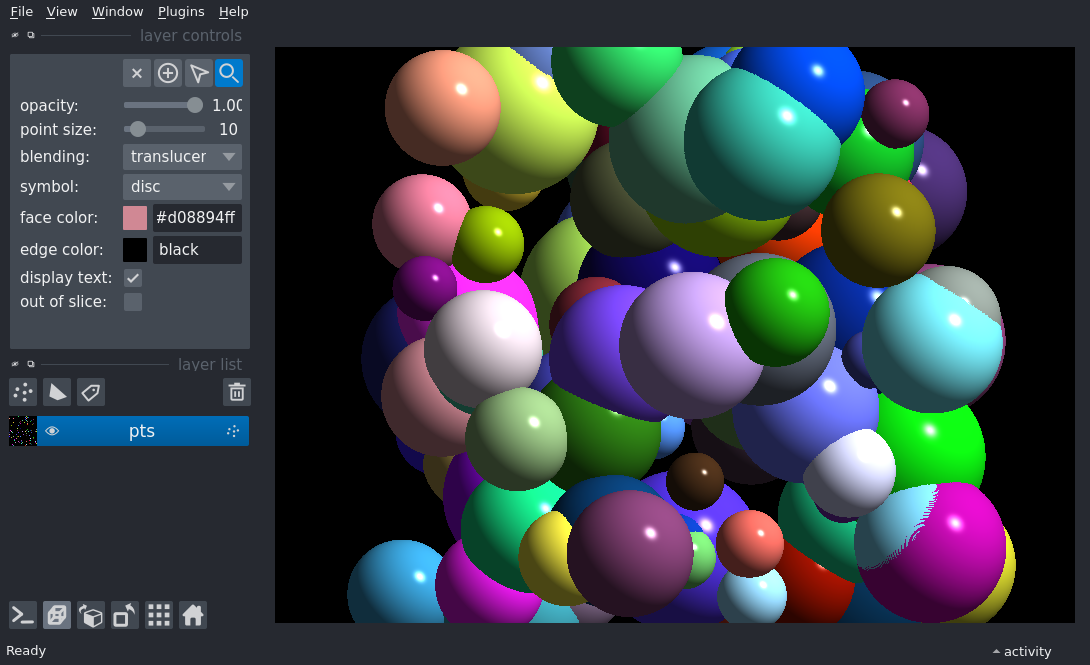 File View Window Plugins Help
layer controls
opacity: 1.00
point size: 10
blending: translucer
symbol: disc
face color: #d08894ff
edge color: black
display text:
out of slice:
layer list
pts
Ready
activity